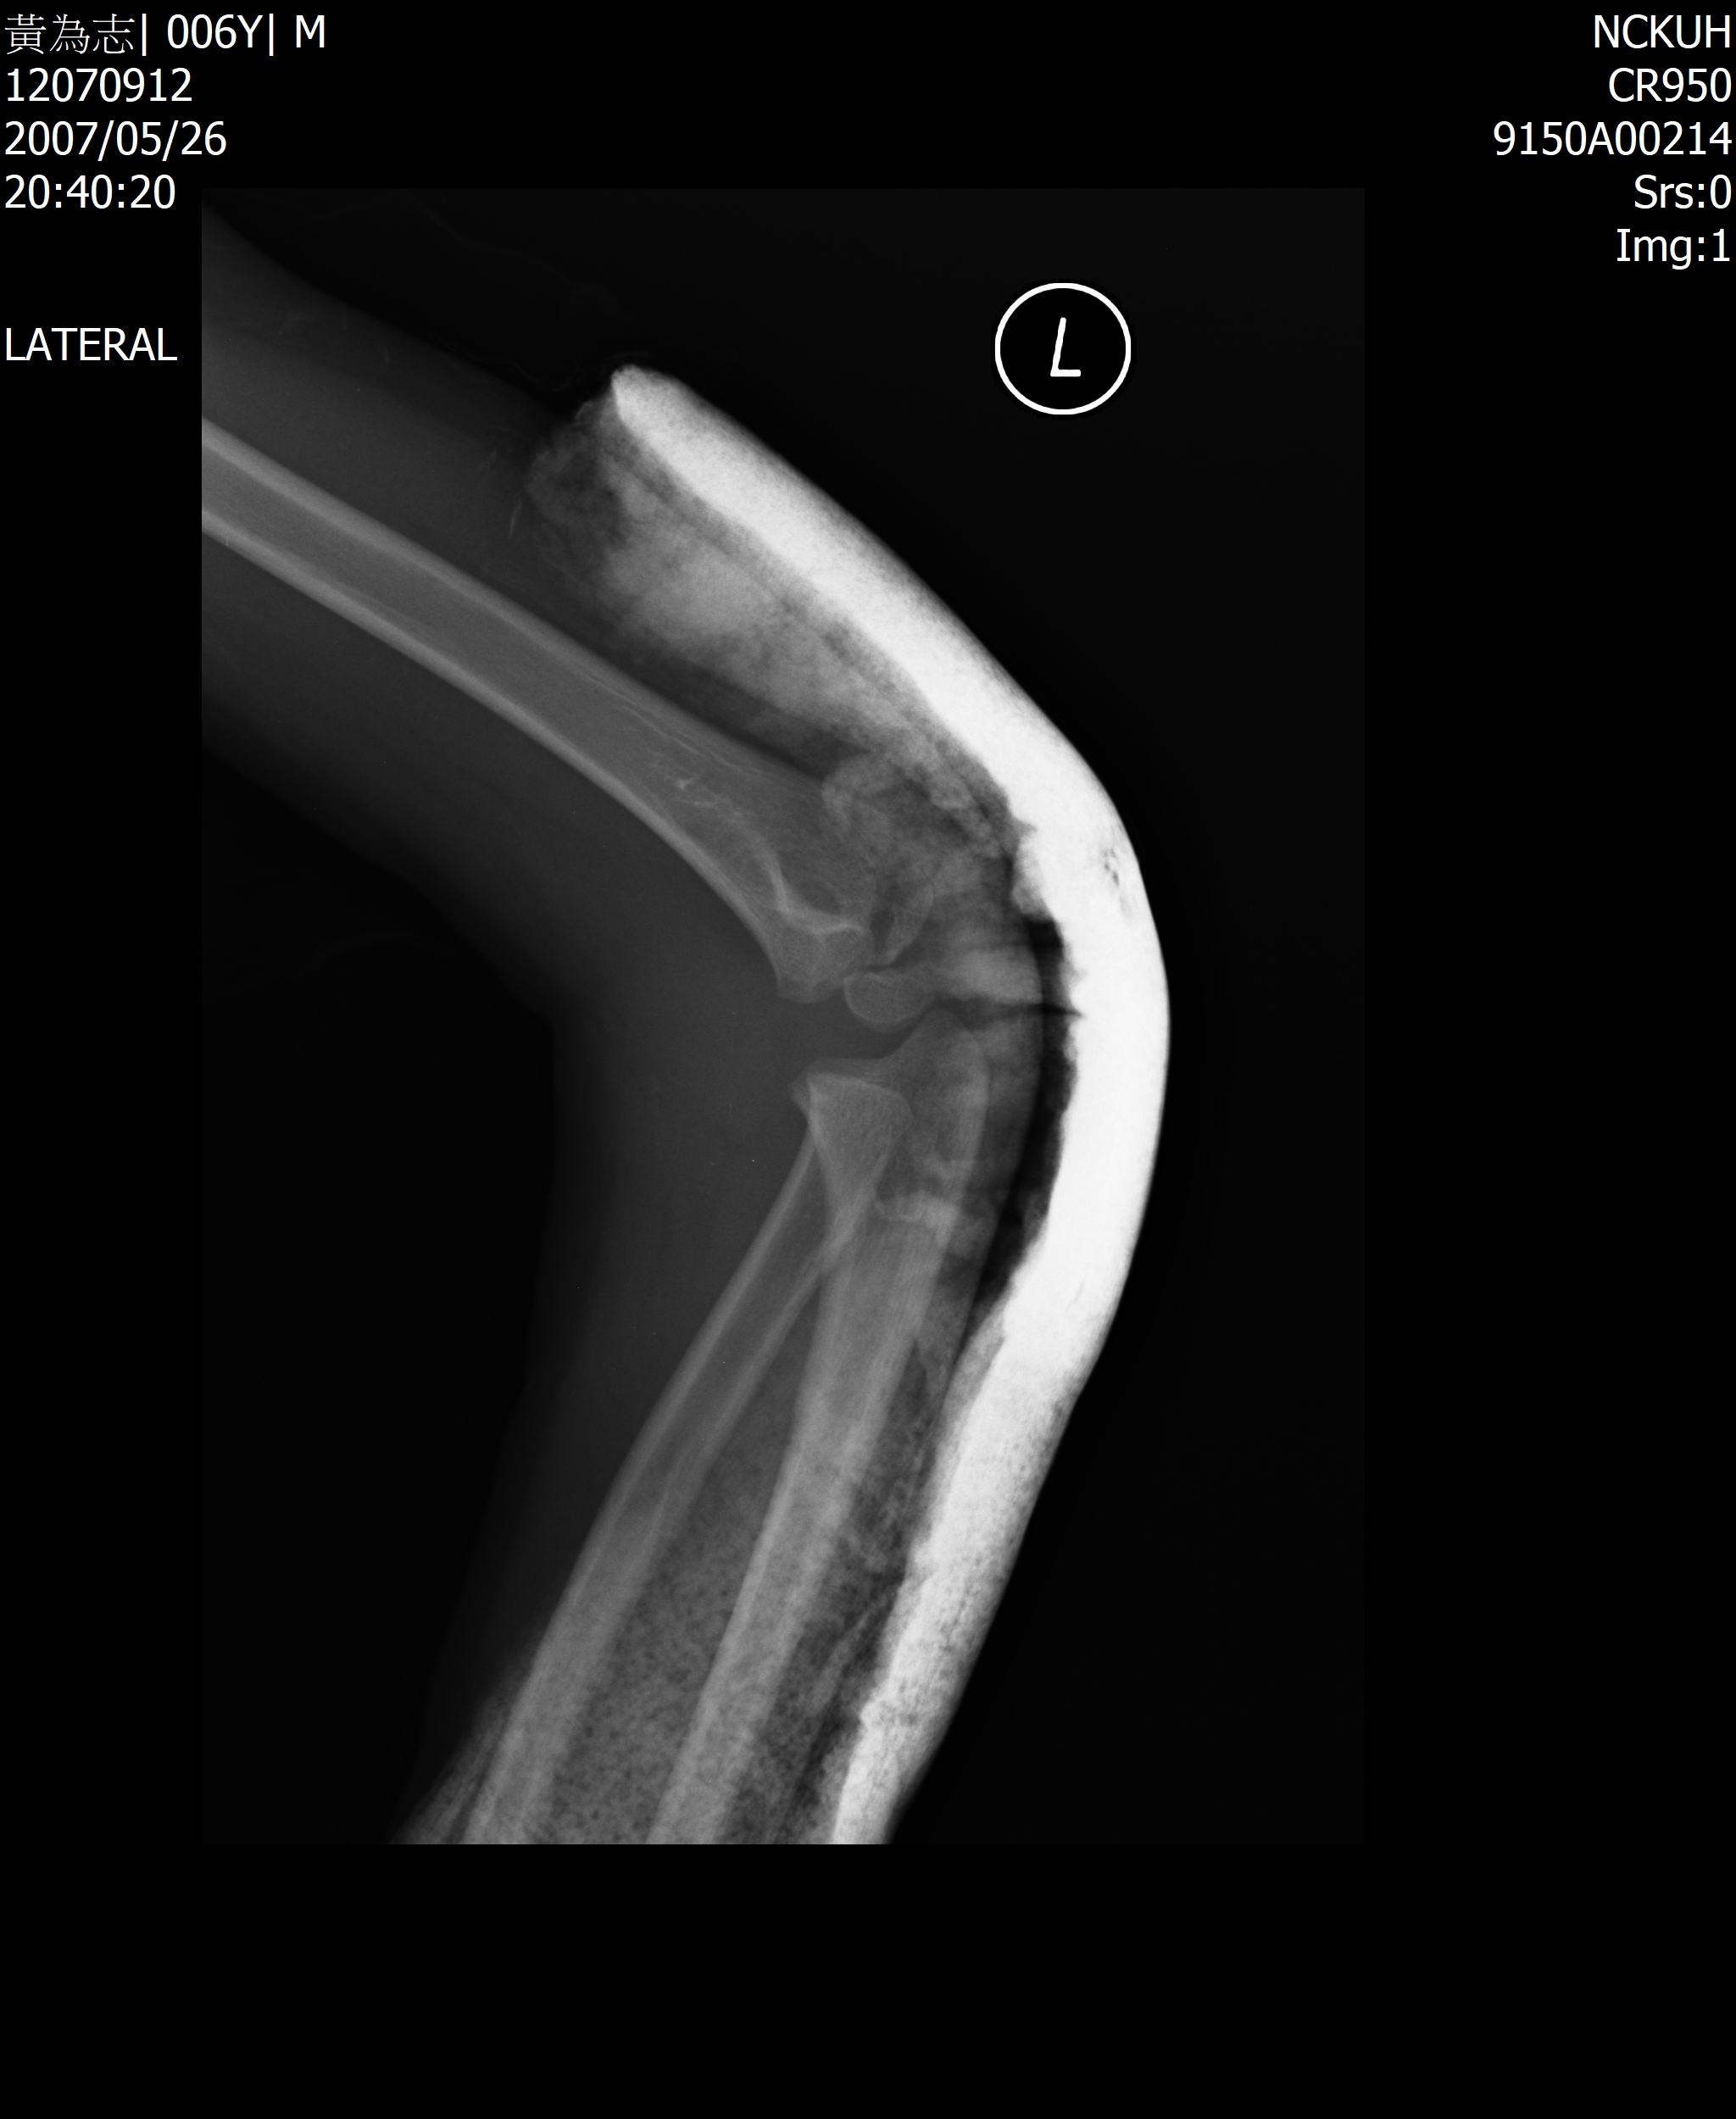 黃為志| 006Y| M
12070912
2007/05/26
20:40:20
LATERAL
NCKUH
CR950
9150A00214
Srs:0
Img:1
L